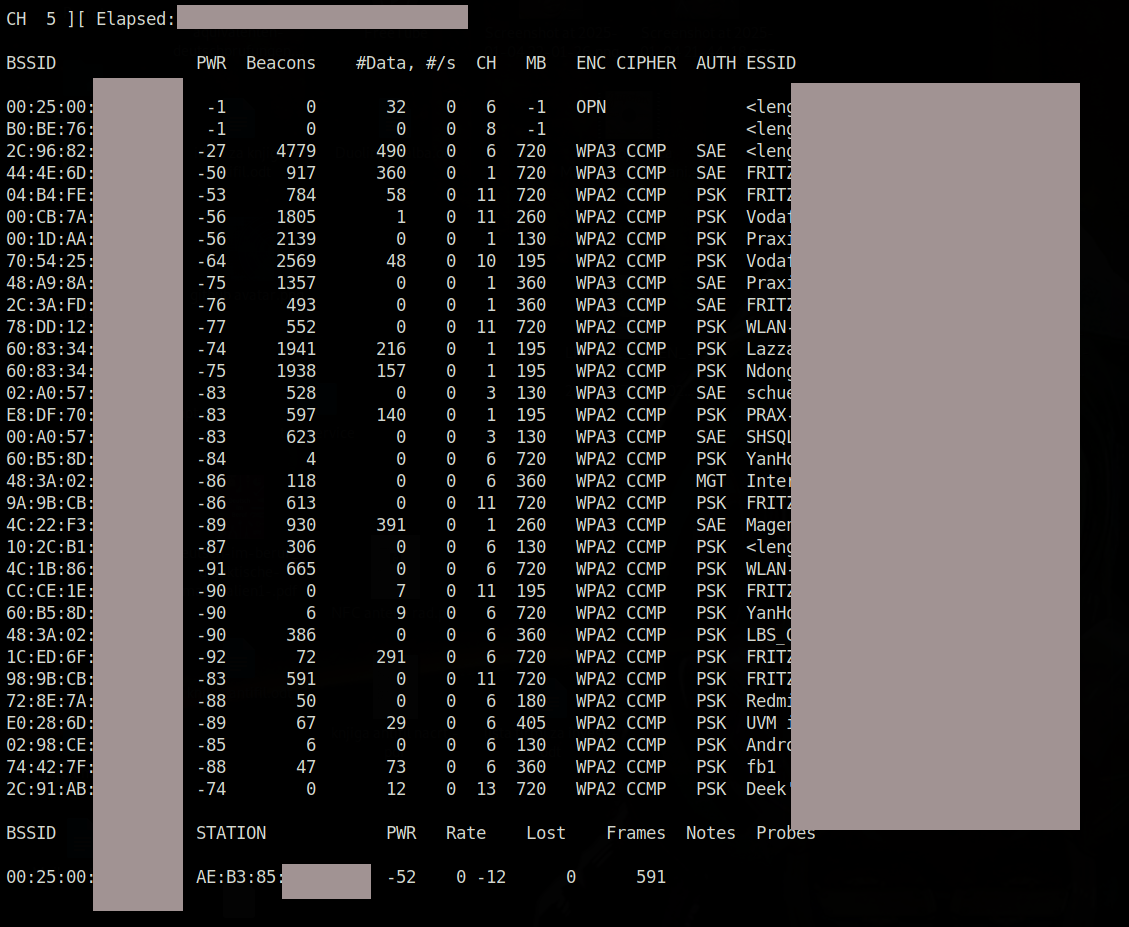 CH 5 ][ Elapsed:
BSSID PWR Beacons #Data, #/s CH MB ENC CIPHER AUTH ESSID
00:25:00: -1 0 32 0 6 -1 OPN <leng
B0:BE:76: -1 0 0 0 8 -1 <leng
2C:96:82: -27 4779 490 0 6 720 WPA3 CCMP SAE <leng
44:4E:6D: -50 917 360 0 1 720 WPA3 CCMP SAE FRITZ
04:B4:FE: -53 784 58 0 11 720 WPA2 CCMP PSK FRITZ
00:CB:7A: -56 1805 1 0 11 260 WPA2 CCMP PSK Vodaf
00:1D:AA: -56 2139 0 0 1 130 WPA2 CCMP PSK Praxi
70:54:25: -64 2569 48 0 10 195 WPA2 CCMP PSK Vodaf
48:A9:8A: -75 1357 0 0 1 360 WPA3 CCMP SAE Praxi
2C:3A:FD: -76 493 0 0 1 360 WPA3 CCMP SAE FRITZ
78:DD:12: -77 552 0 0 11 720 WPA2 CCMP PSK WLAN-
60:83:34: -74 1941 216 0 1 195 WPA2 CCMP PSK Lazza
60:83:34: -75 1938 157 0 1 195 WPA2 CCMP PSK Ndong
02:A0:57: -83 528 0 0 3 130 WPA3 CCMP SAE schue
E8:DF:70: -83 597 140 0 1 195 WPA2 CCMP PSK PRAX-
00:A0:57: -83 623 0 0 3 130 WPA3 CCMP SAE SHSQL
60:B5:8D: -84 4 0 0 6 720 WPA2 CCMP PSK YanHo
48:3A:02: -86 118 0 0 6 360 WPA2 CCMP MGT Inter
9A:9B:CB: -86 613 0 0 11 720 WPA2 CCMP PSK FRITZ
4C:22:F3: -89 930 391 0 1 260 WPA3 CCMP SAE Magen
10:2C:B1: -87 306 0 0 6 130 WPA2 CCMP PSK <leng
4C:1B:86: -91 665 0 0 6 720 WPA2 CCMP PSK WLAN-
CC:CE:1E: -90 0 7 0 11 195 WPA2 CCMP PSK FRITZ
60:B5:8D: -90 6 9 0 6 720 WPA2 CCMP PSK YanHo
48:3A:02: -90 386 0 0 6 360 WPA2 CCMP PSK LBS_
1C:ED:6F: -92 72 291 0 6 720 WPA2 CCMP PSK FRITZ
98:9B:CB: -83 591 0 0 11 720 WPA2 CCMP PSK FRITZ
72:8E:7A: -88 50 0 0 6 180 WPA2 CCMP PSK Redmi
E0:28:6D: -89 67 29 0 6 405 WPA2 CCMP PSK UVM i
02:98:CE: -85 6 0 0 6 130 WPA2 CCMP PSK Andro
74:42:7F: -88 47 73 0 6 360 WPA2 CCMP PSK fb1
2C:91:AB: -74 0 12 0 13 720 WPA2 CCMP PSK Deek'
BSSID STATION PWR Rate Lost Frames Notes Probes
00:25:00: AE:B3:85: -52 0 -12 0 591